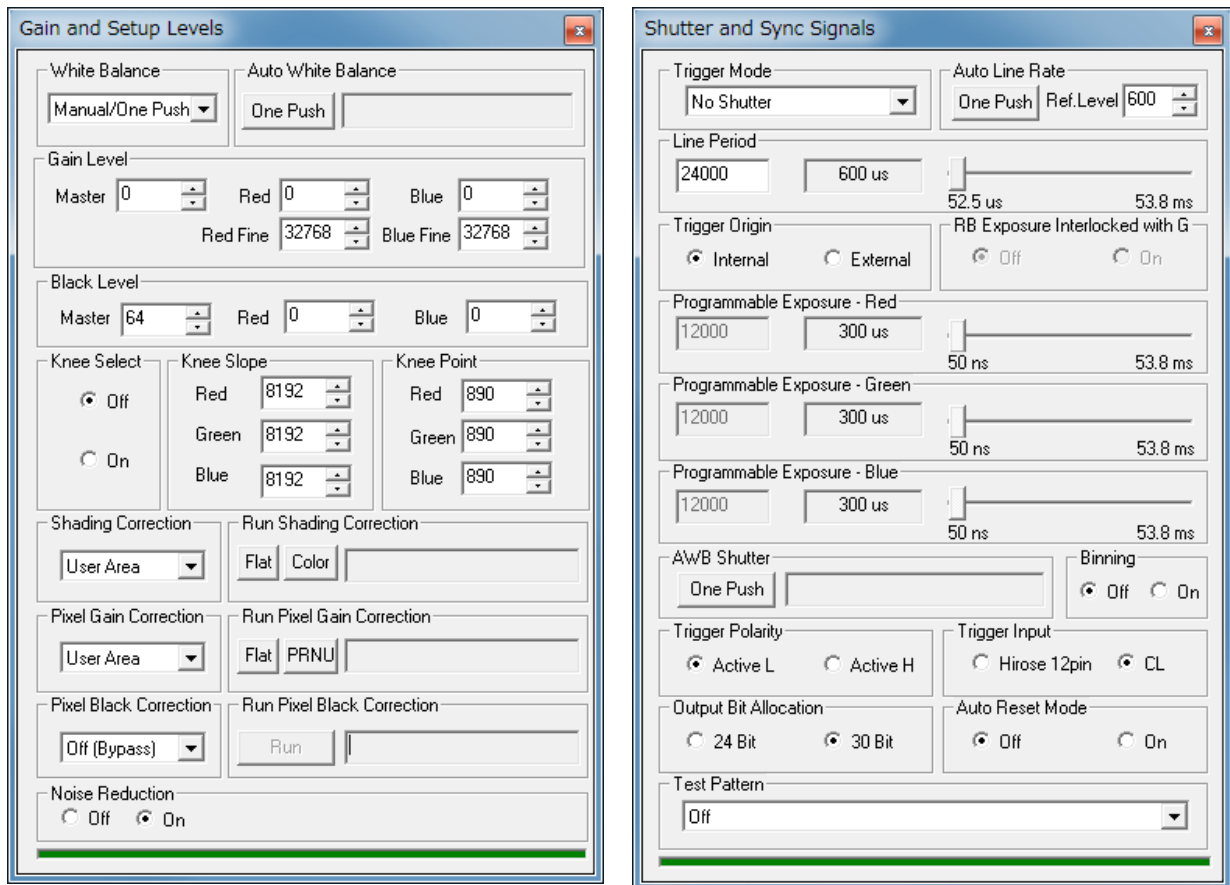 Gain and Setup Levels
White Balance
Auto White Balance
Manual/One Push
One Push
Gain Level
Master 0 Red 0 Blue 0
Red Fine 32768 Blue Fine 32768
Black Level
Master 64 Red 0 Blue 0
Knee Select
Off
On
Knee Slope
Red 8192
Green 8192
Blue 8192
Knee Point
Red 890
Green 890
Blue 890
Shading Correction
User Area
Run Shading Correction
Flat Color
Pixel Gain Correction
User Area
Run Pixel Gain Correction
Flat PRNU
Pixel Black Correction
Off (Bypass)
Run Pixel Black Correction
Run
Noise Reduction
Off On
Shutter and Sync Signals
Trigger Mode
No Shutter
Auto Line Rate
One Push Ref.Level 600
Line Period
24000 600 us
52.5 us 53.8 ms
Trigger Origin
Internal External
RB Exposure Interlocked with G
Off On
Programmable Exposure - Red
12000 300 us
50 ns 53.8 ms
Programmable Exposure - Green
12000 300 us
50 ns 53.8 ms
Programmable Exposure - Blue
12000 300 us
50 ns 53.8 ms
AWB Shutter
One Push
Binning
Off On
Trigger Polarity
Active L Active H
Trigger Input
Hirose 12pin CL
Output Bit Allocation
24 Bit 30 Bit
Auto Reset Mode
Off On
Test Pattern
Off